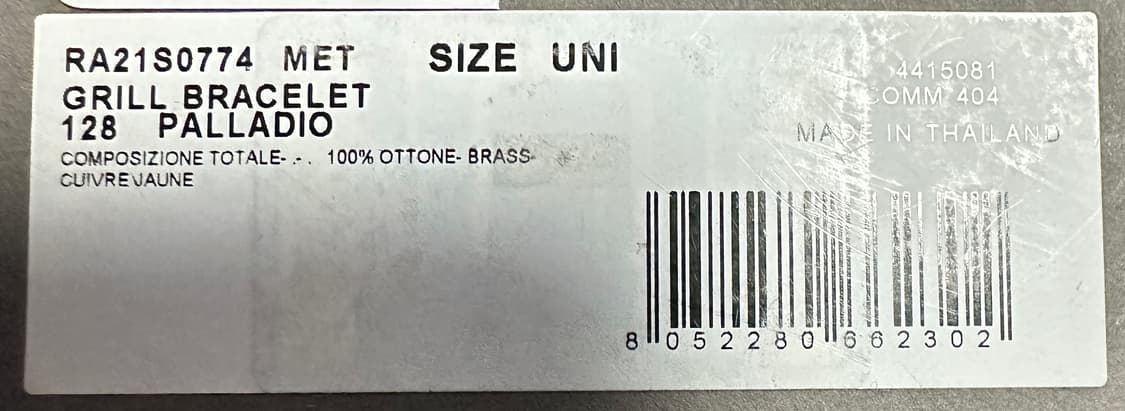 RA21S0774 MET SIZE UNI
GRILL BRACELET
128 PALLADIO
COMPOSIZIONE TOTALE- .- . 100% OTTONE- BRASS-
CUIVRE JAUNE
4415081
COMM 404
MADE IN THAILAND
8 052280 662302